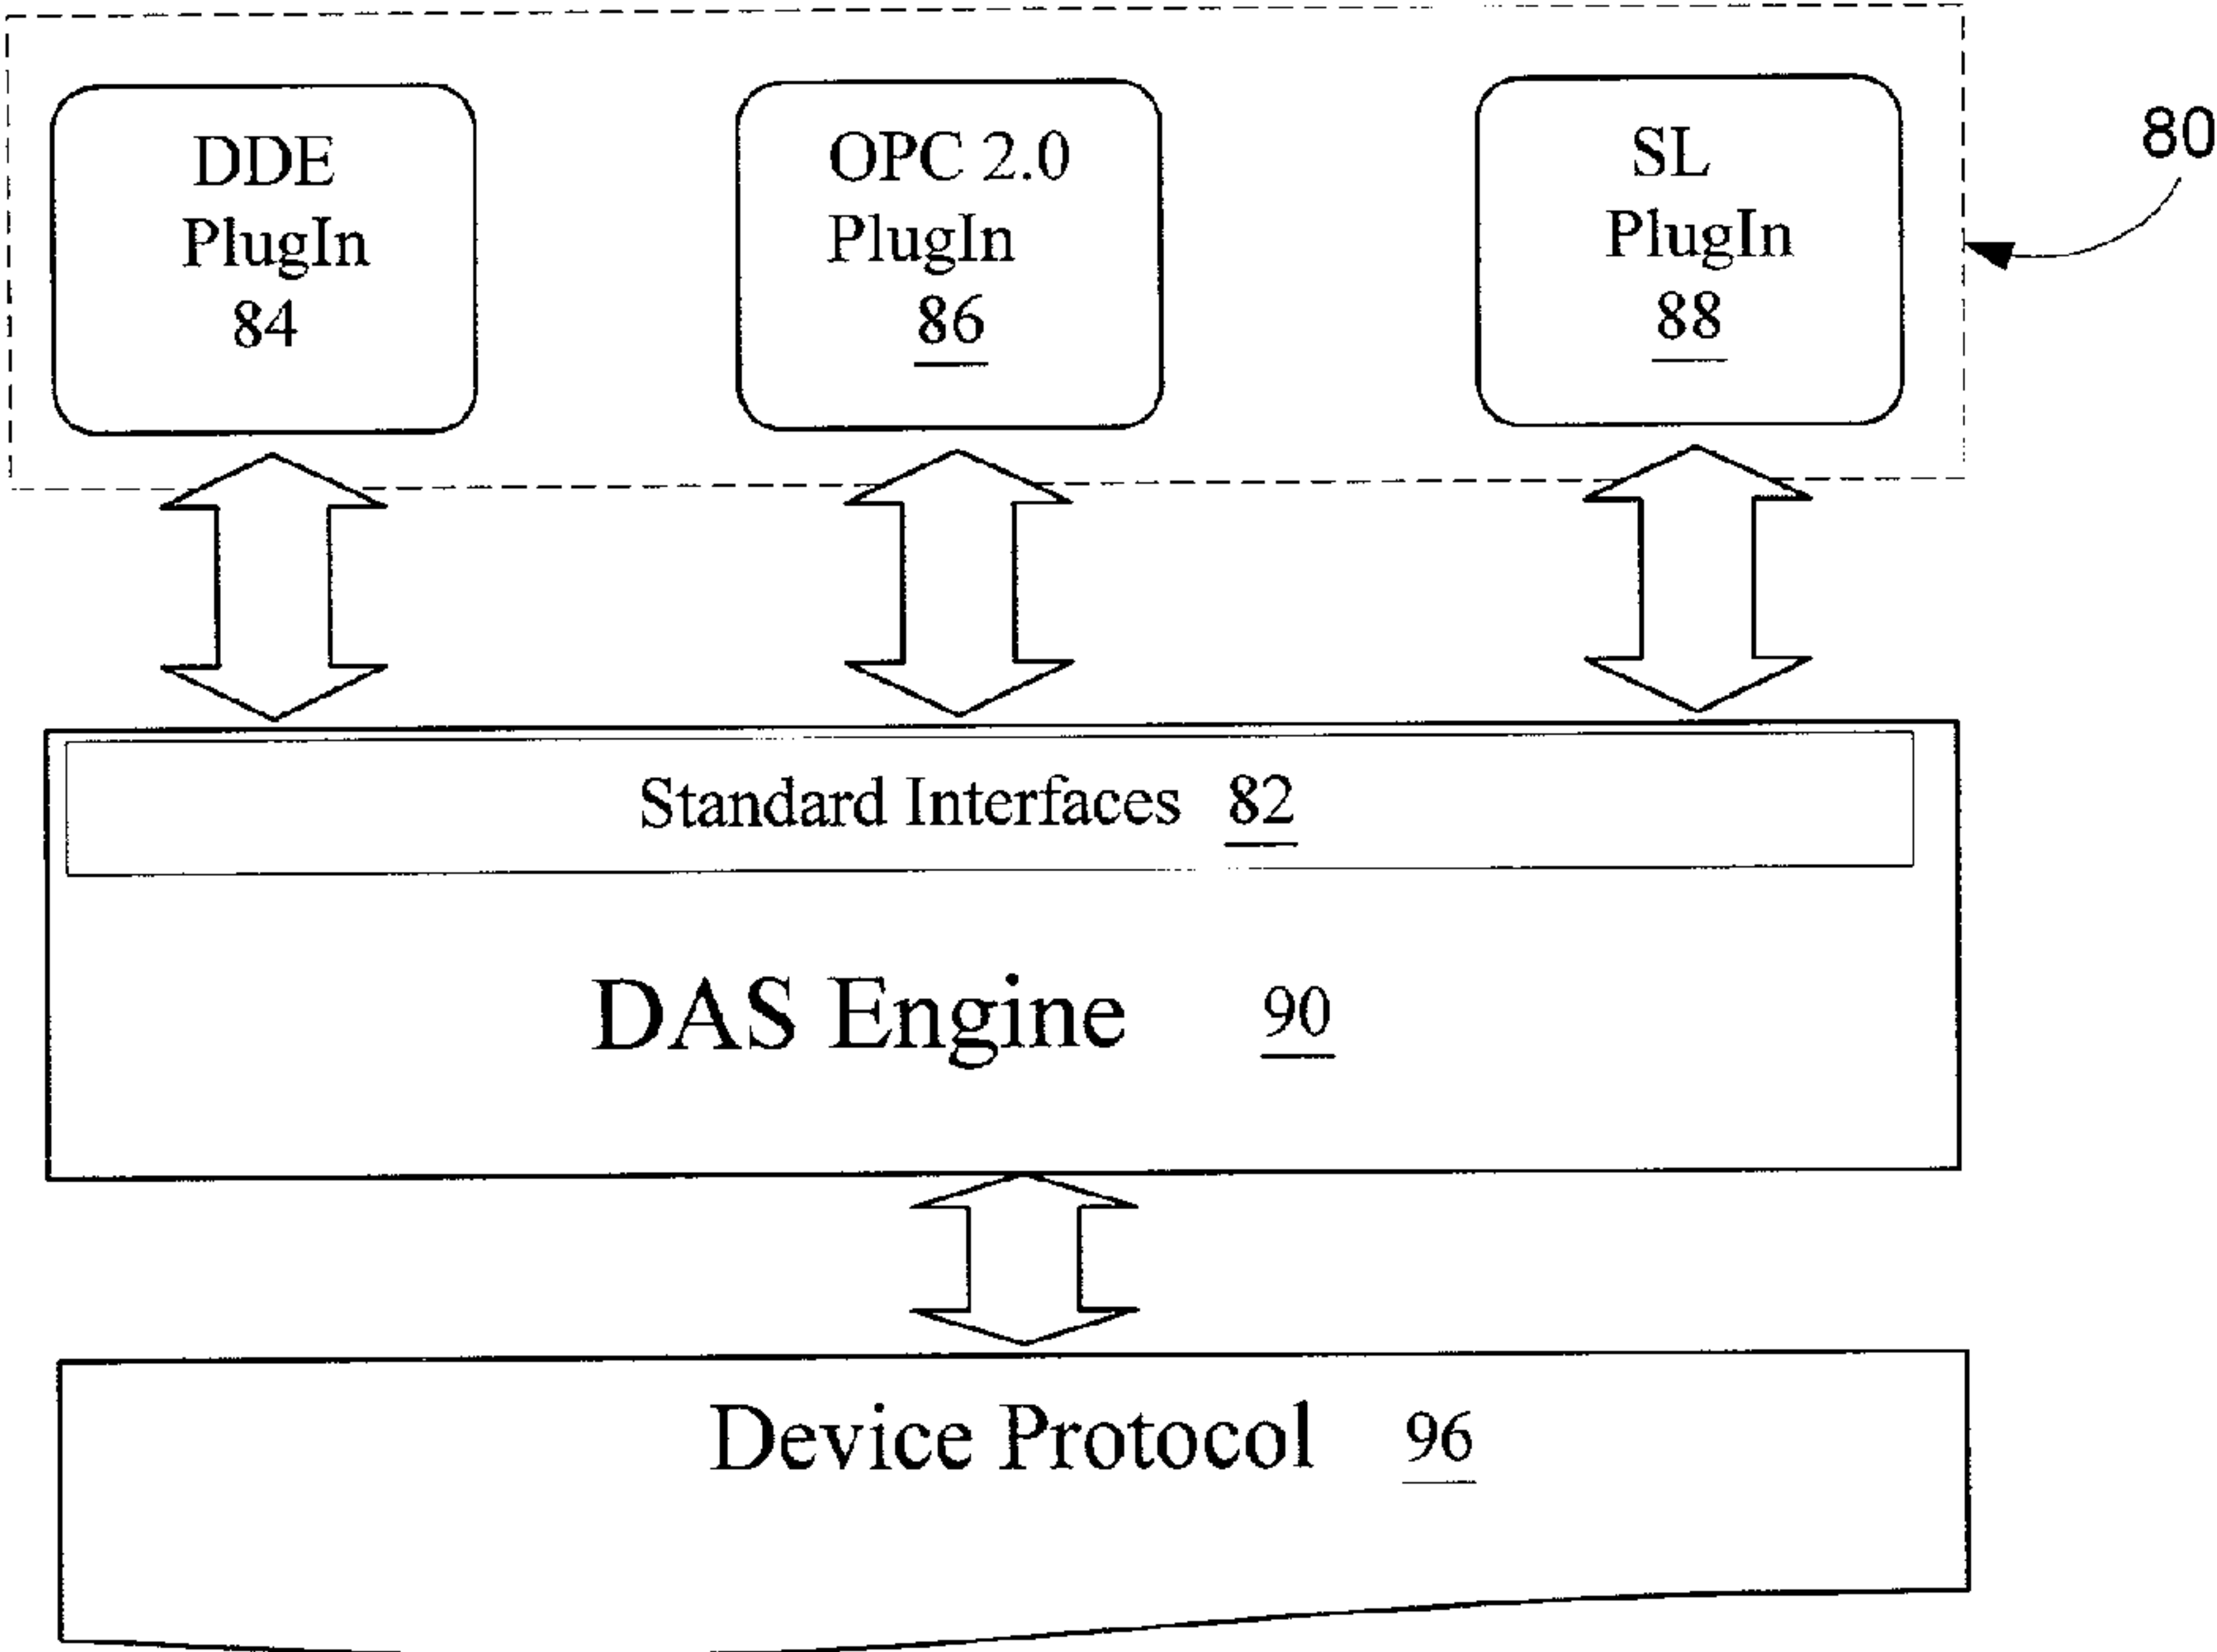 DDE
PlugIn
84
OPC 2.0
PlugIn
86
SL
PlugIn
88
80
Standard Interfaces 82
DAS Engine 90
Device Protocol 96